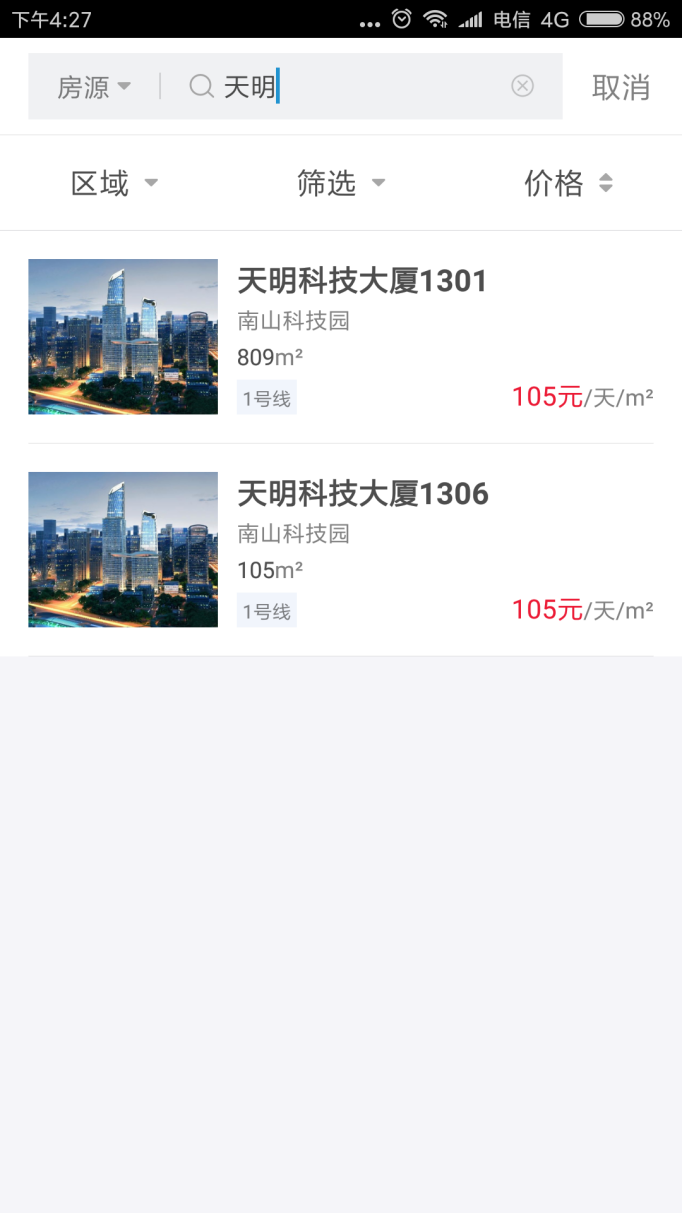 下午4:27 ... 电信 4G 88%
房源 天明 取消
区域 筛选 价格
天明科技大厦1301
南山科技园
809m²
1号线 105元/天/m²
天明科技大厦1306
南山科技园
105m²
1号线 105元/天/m²